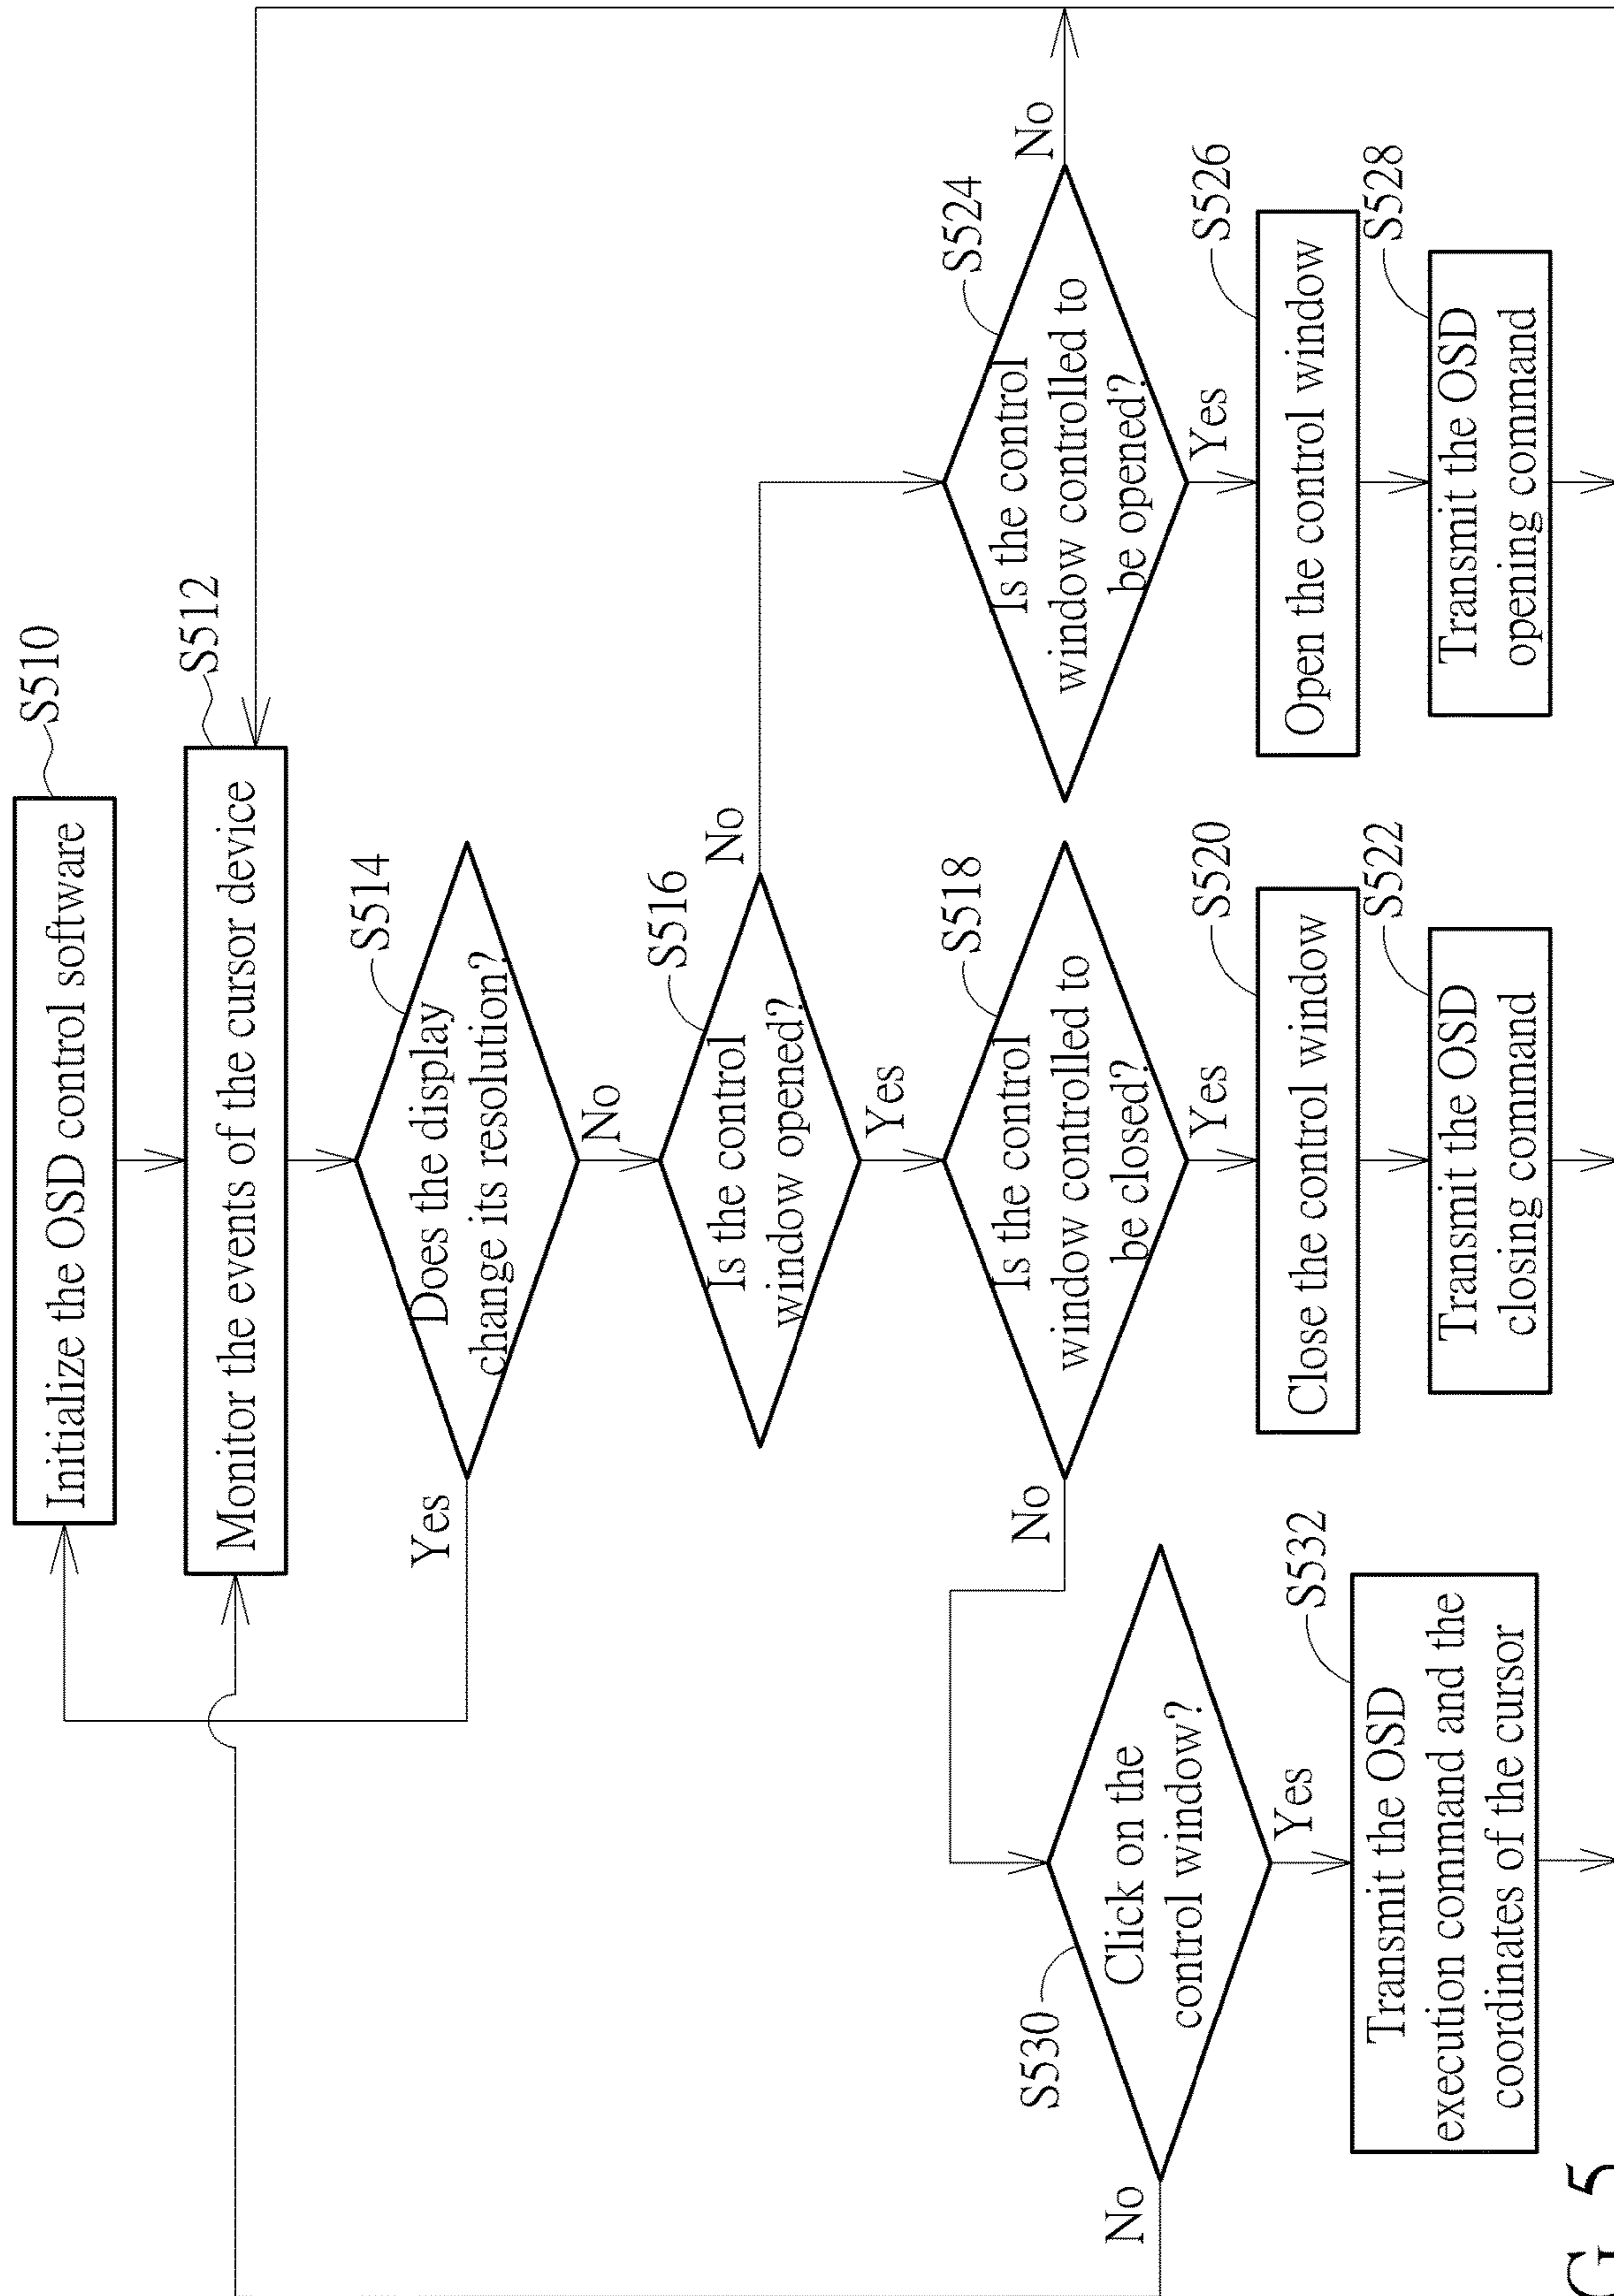 S510
Initialize the OSD control software
S512
Monitor the events of the cursor device
S514
Does the display
change its resolution?
Yes
No
S516
Is the control
window opened?
No
Yes
S518
Is the control
window controlled to
be closed?
No
Yes
S520
Close the control window
S522
Transmit the OSD
closing command
S524
Is the control
window controlled to
be opened?
No
Yes
S526
Open the control window
S528
Transmit the OSD
opening command
S530
Click on the
control window?
No
Yes
S532
Transmit the OSD
execution command and the
coordinates of the cursor
G. 5